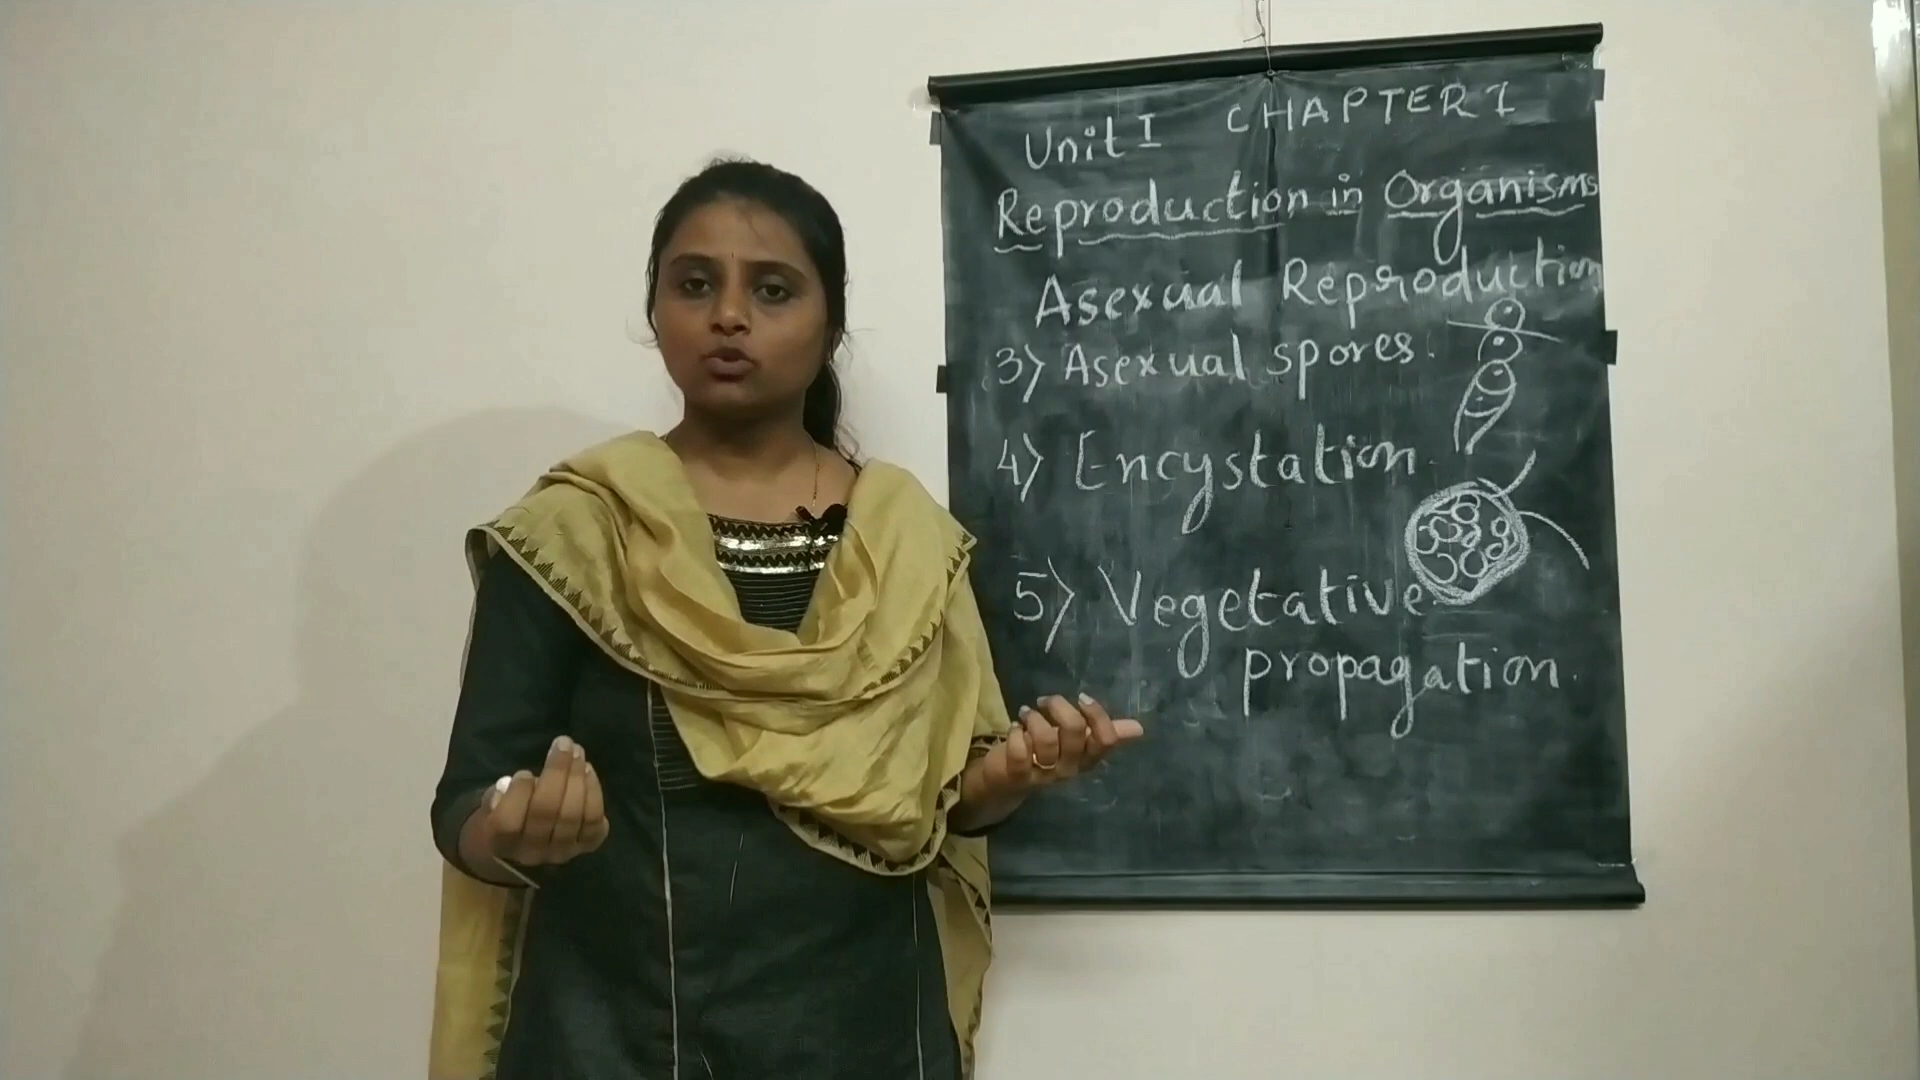 Unit I CHAPTER 1
Reproduction in Organisms
Asexual Reproduction
3) Asexual spores.
4) Encystation.
5) Vegetative
propagation.